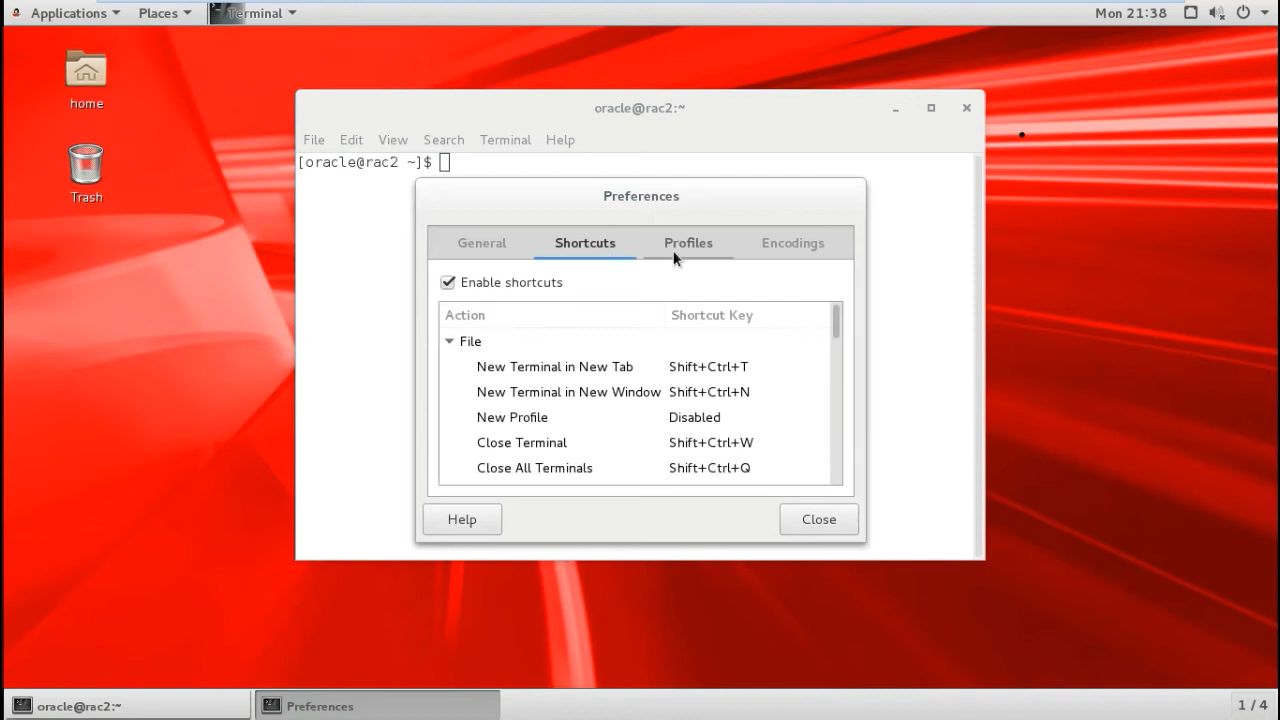 Applications Places Terminal Mon 21:38
home
Trash
oracle@rac2:~
File Edit View Search Terminal Help
[oracle@rac2 ~]$
Preferences
General Shortcuts Profiles Encodings
Enable shortcuts
Action Shortcut Key
File
New Terminal in New Tab Shift+Ctrl+T
New Terminal in New Window Shift+Ctrl+N
New Profile Disabled
Close Terminal Shift+Ctrl+W
Close All Terminals Shift+Ctrl+Q
Help Close
oracle@rac2:~ Preferences 1 / 4